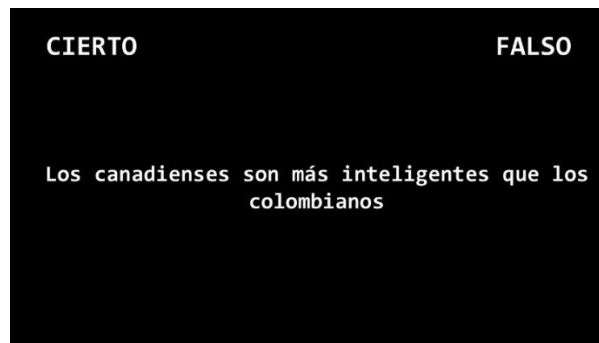 CIERTO FALSO
Los canadienses son más inteligentes que los
colombianos